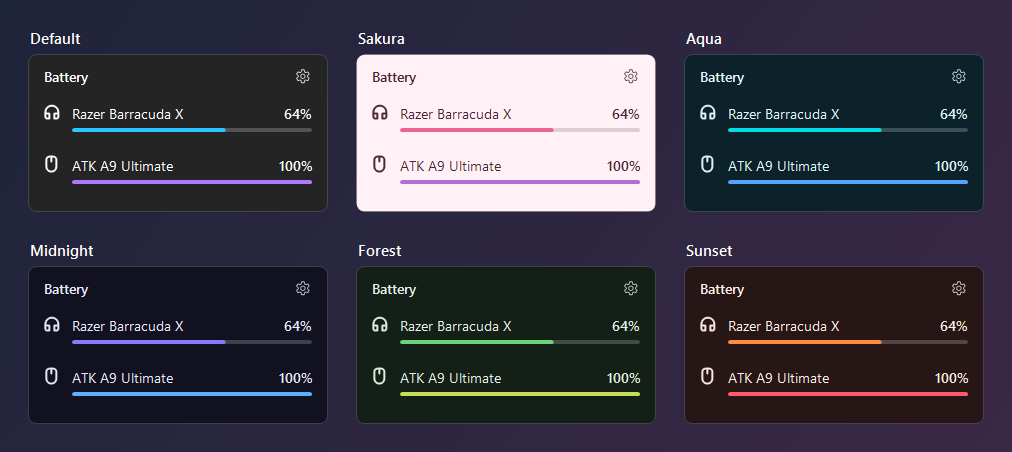 Default
Battery
Razer Barracuda X 64%
ATK A9 Ultimate 100%
Sakura
Battery
Razer Barracuda X 64%
ATK A9 Ultimate 100%
Aqua
Battery
Razer Barracuda X 64%
ATK A9 Ultimate 100%
Midnight
Battery
Razer Barracuda X 64%
ATK A9 Ultimate 100%
Forest
Battery
Razer Barracuda X 64%
ATK A9 Ultimate 100%
Sunset
Battery
Razer Barracuda X 64%
ATK A9 Ultimate 100%